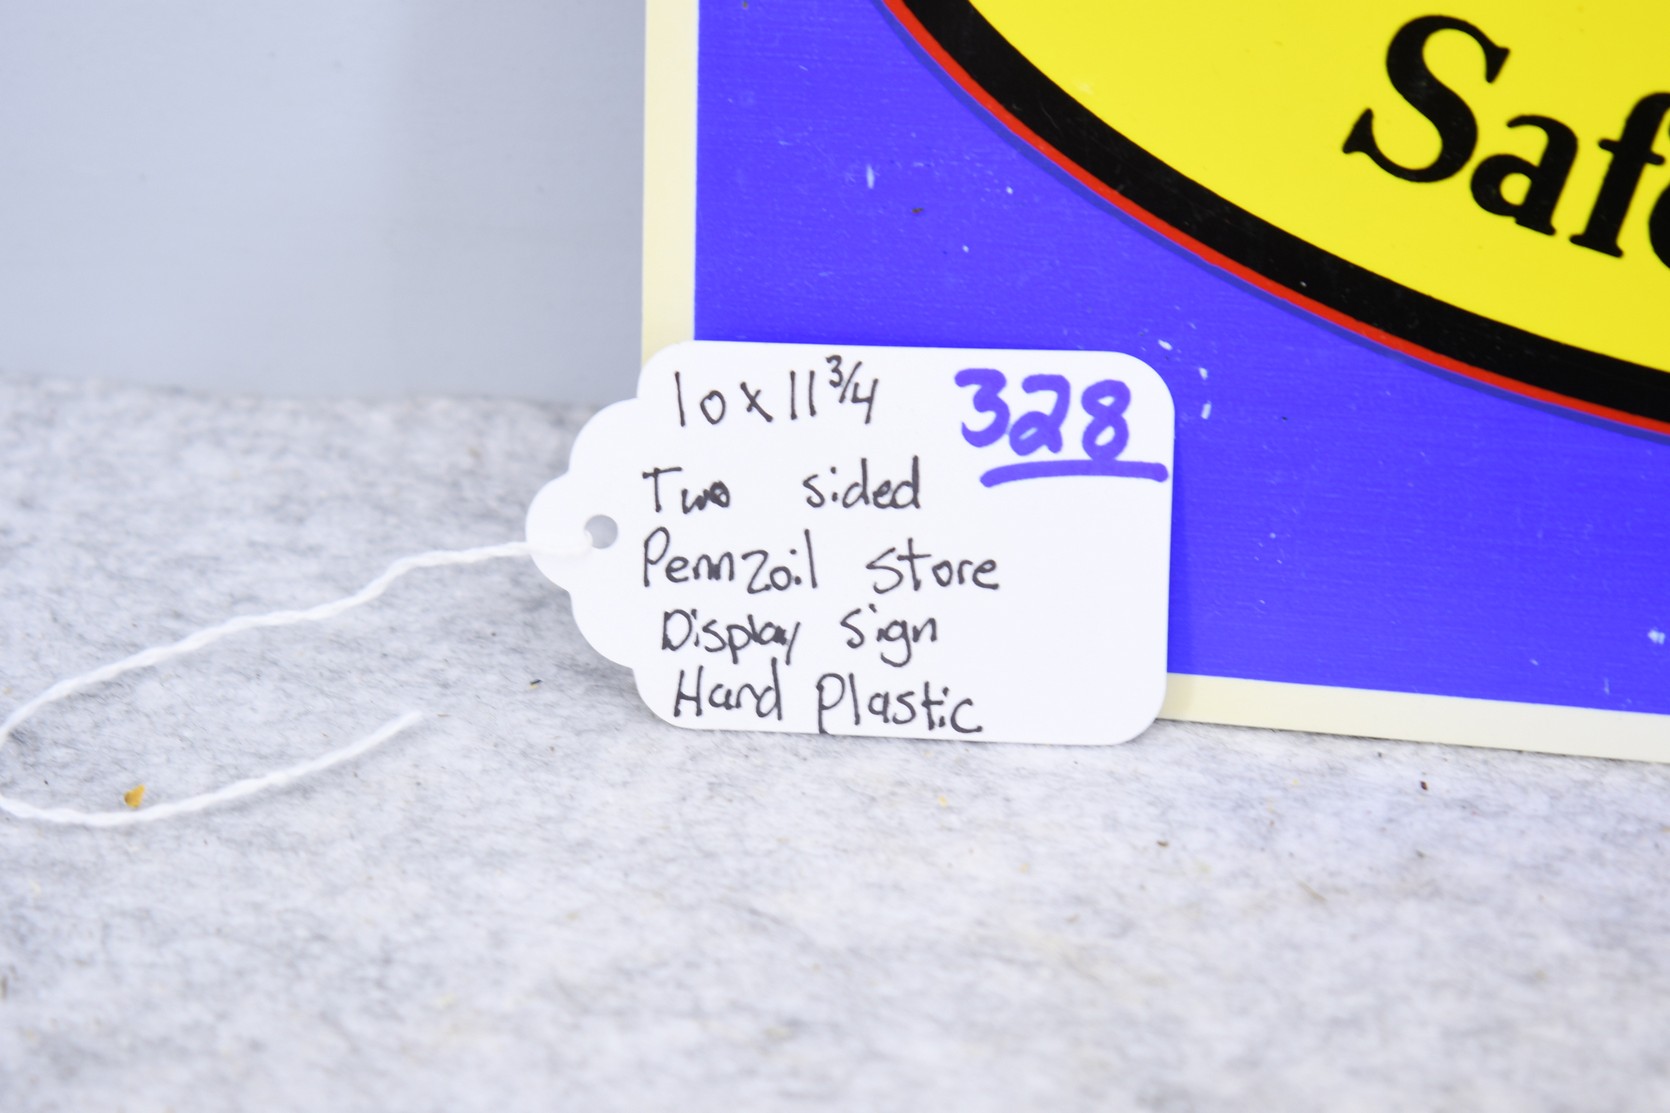 Saf
10 x 11 3/4 328
Two sided
Pennzoil store
Display sign
Hard Plastic